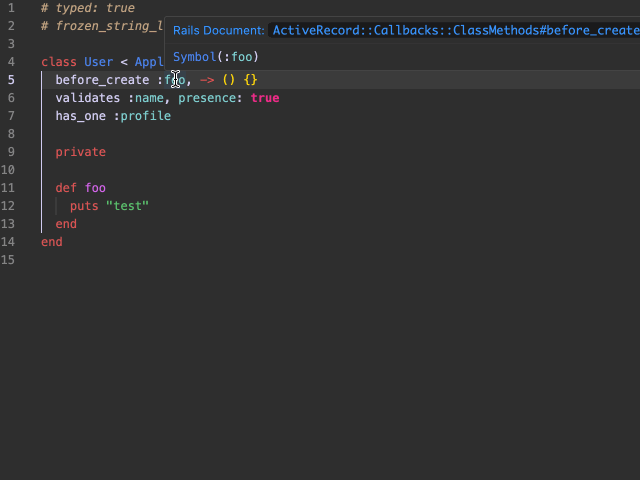 1 # typed: true
2 # frozen_string_l
Rails Document: ActiveRecord::Callbacks::ClassMethods#before_create
3
Symbol(:foo)
4 class User < Appl
5 before_create :foo, -> () {}
6 validates :name, presence: true
7 has_one :profile
8
9 private
10
11 def foo
12 puts "test"
13 end
14 end
15